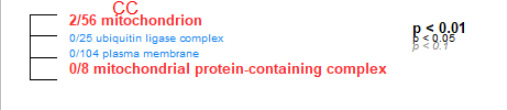 CC
2/56 mitochondrion
0/25 ubiquitin ligase complex
0/104 plasma membrane
0/8 mitochondrial protein-containing complex
p < 0.01
p < 0.05
p < 0.1